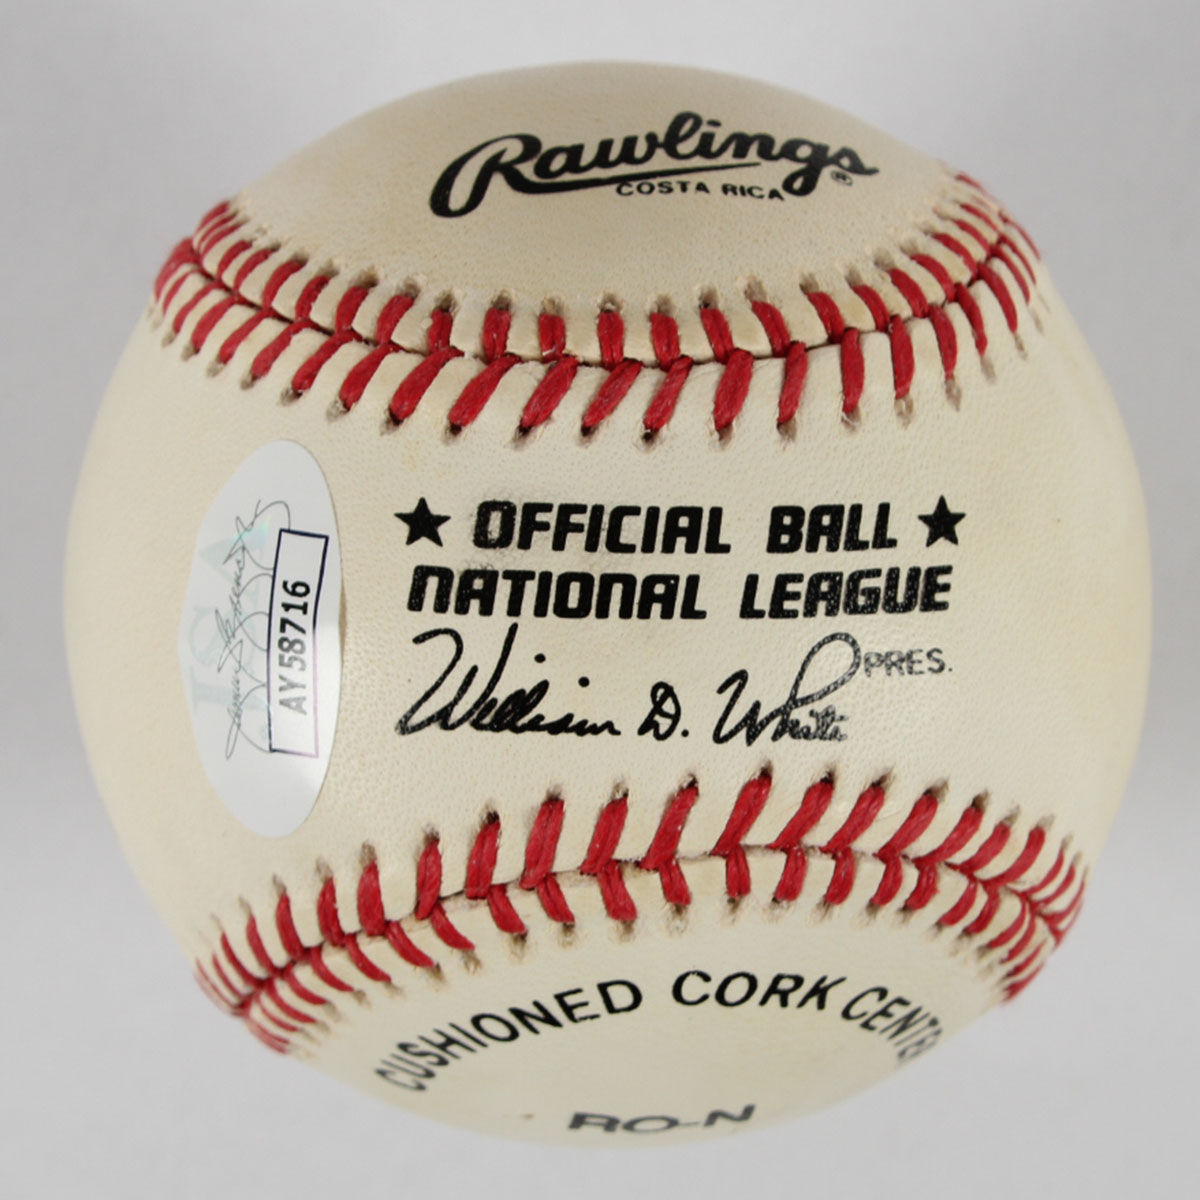 Rawlings®
COSTA RICA
★ OFFICIAL BALL ★
NATIONAL LEAGUE
William D. White PRES.
AY58716
CUSHIONED CORK CENTER
RO-N